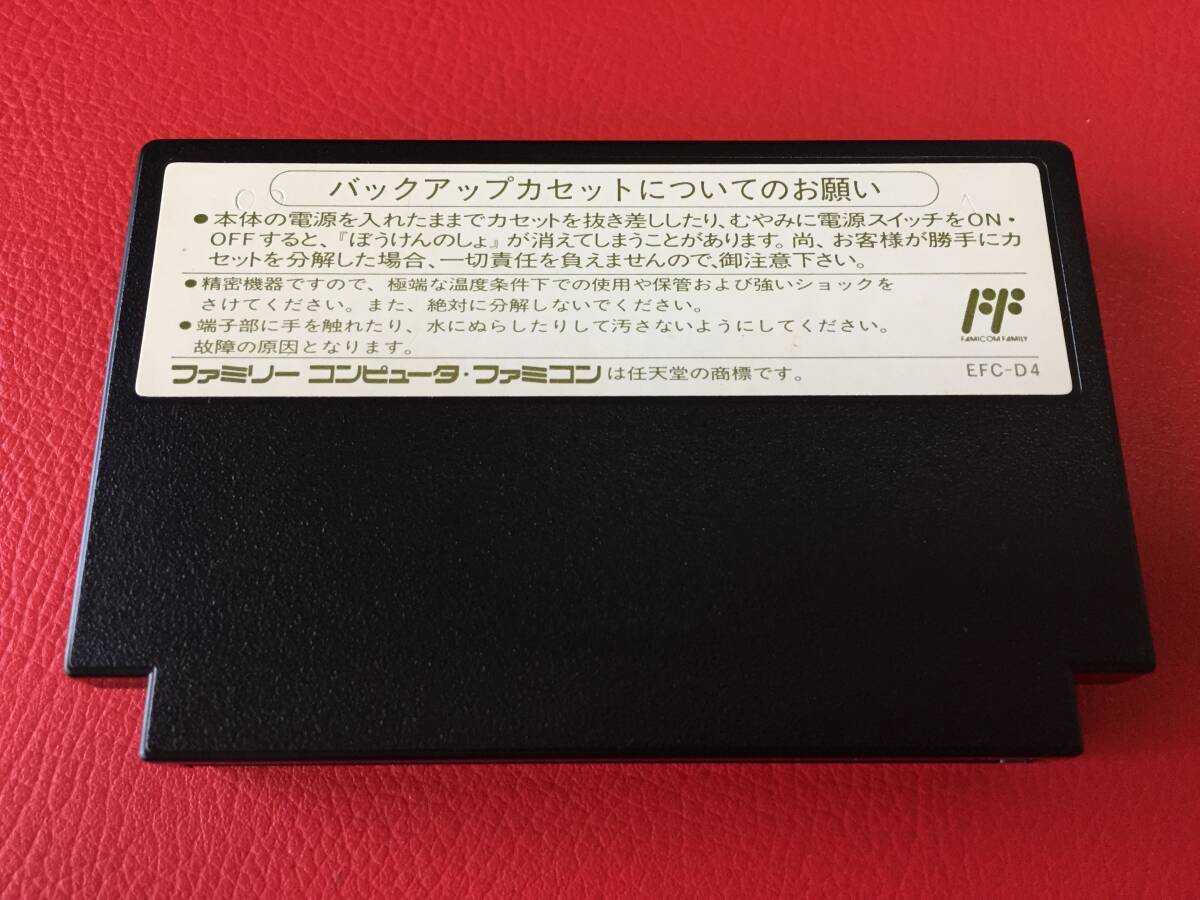 バックアップカセットについてのお願い
●本体の電源を入れたままでカセットを抜き差ししたり、むやみに電源スイッチをON・
OFFすると、『ぼうけんのしょ』が消えてしまうことがあります。尚、お客様が勝手にカ
セットを分解した場合、一切責任を負えませんので、御注意下さい。
●精密機器ですので、極端な温度条件下での使用や保管および強いショックを
さけてください。また、絶対に分解しないでください。
●端子部に手を触れたり、水にぬらしたりして汚さないようにしてください。
故障の原因となります。
FAMICOM FAMILY
ファミリーコンピュータ・ファミコンは任天堂の商標です。
EFC-D4